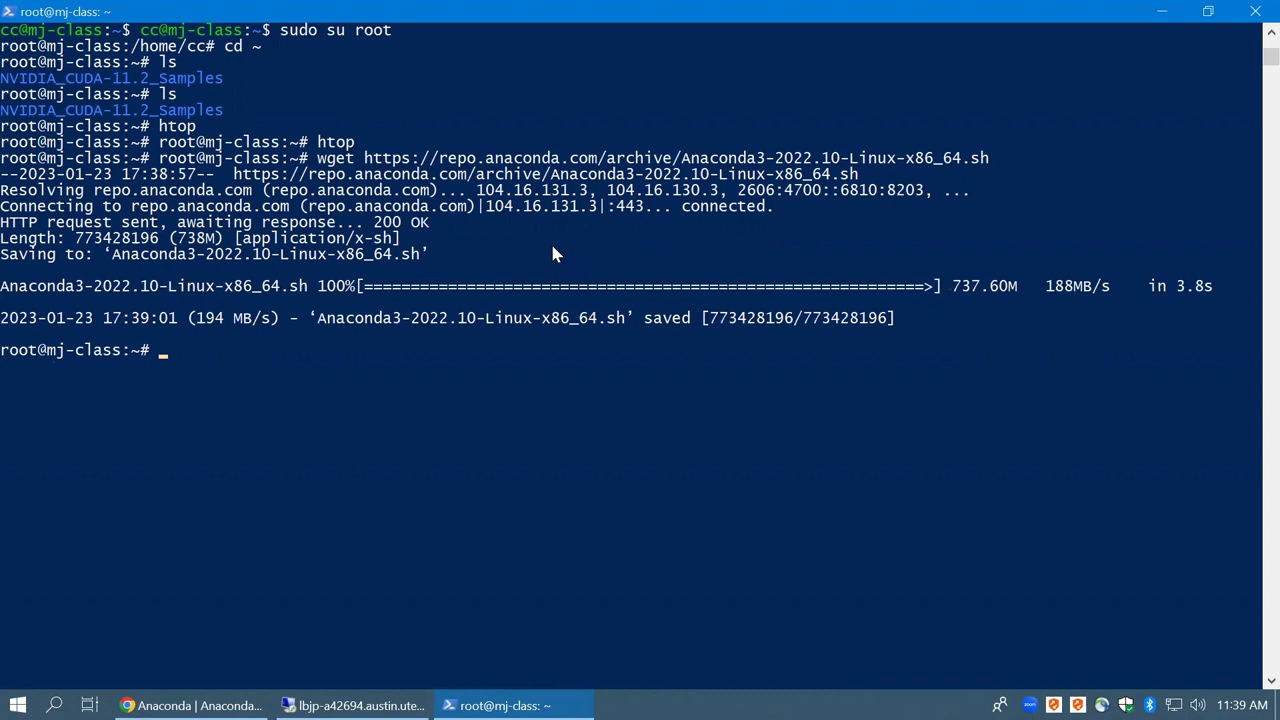 root@mj-class: ~
cc@mj-class:~$ cc@mj-class:~$ sudo su root
root@mj-class:/home/cc# cd ~
root@mj-class:~# ls
NVIDIA_CUDA-11.2_Samples
root@mj-class:~# ls
NVIDIA_CUDA-11.2_Samples
root@mj-class:~# htop
root@mj-class:~# root@mj-class:~# htop
root@mj-class:~# root@mj-class:~# wget https://repo.anaconda.com/archive/Anaconda3-2022.10-Linux-x86_64.sh
--2023-01-23 17:38:57--  https://repo.anaconda.com/archive/Anaconda3-2022.10-Linux-x86_64.sh
Resolving repo.anaconda.com (repo.anaconda.com)... 104.16.131.3, 104.16.130.3, 2606:4700::6810:8203, ...
Connecting to repo.anaconda.com (repo.anaconda.com)|104.16.131.3|:443... connected.
HTTP request sent, awaiting response... 200 OK
Length: 773428196 (738M) [application/x-sh]
Saving to: ‘Anaconda3-2022.10-Linux-x86_64.sh’
Anaconda3-2022.10-Linux-x86_64.sh 100%[============================================================>] 737.60M   188MB/s    in 3.8s
2023-01-23 17:39:01 (194 MB/s) - ‘Anaconda3-2022.10-Linux-x86_64.sh’ saved [773428196/773428196]
root@mj-class:~#
Anaconda | Anaconda... lbjp-a42694.austin.ute... root@mj-class: ~ zoom 11:39 AM